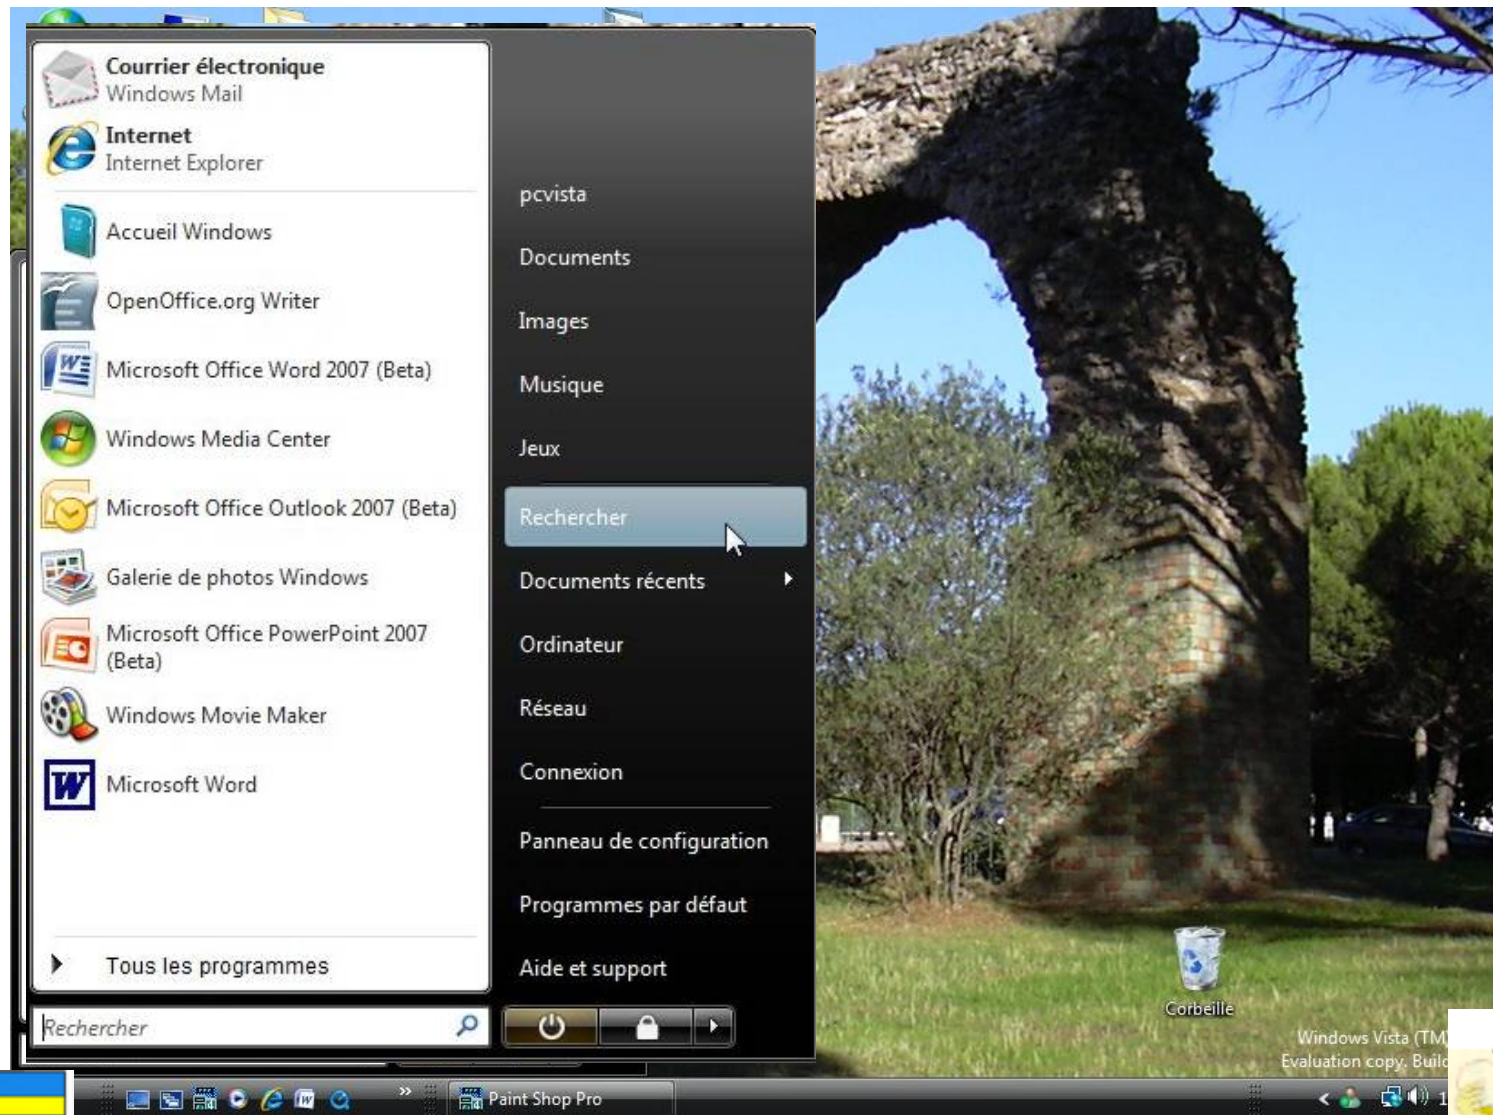 Courrier électronique
Windows Mail
Internet
Internet Explorer
Accueil Windows
OpenOffice.org Writer
Microsoft Office Word 2007 (Beta)
Windows Media Center
Microsoft Office Outlook 2007 (Beta)
Galerie de photos Windows
Microsoft Office PowerPoint 2007
(Beta)
Windows Movie Maker
Microsoft Word
Tous les programmes
Rechercher
pcvista
Documents
Images
Musique
Jeux
Rechercher
Documents récents
Ordinateur
Réseau
Connexion
Panneau de configuration
Programmes par défaut
Aide et support
Corbeille
Windows Vista (TM)
Evaluation copy. Build
Paint Shop Pro